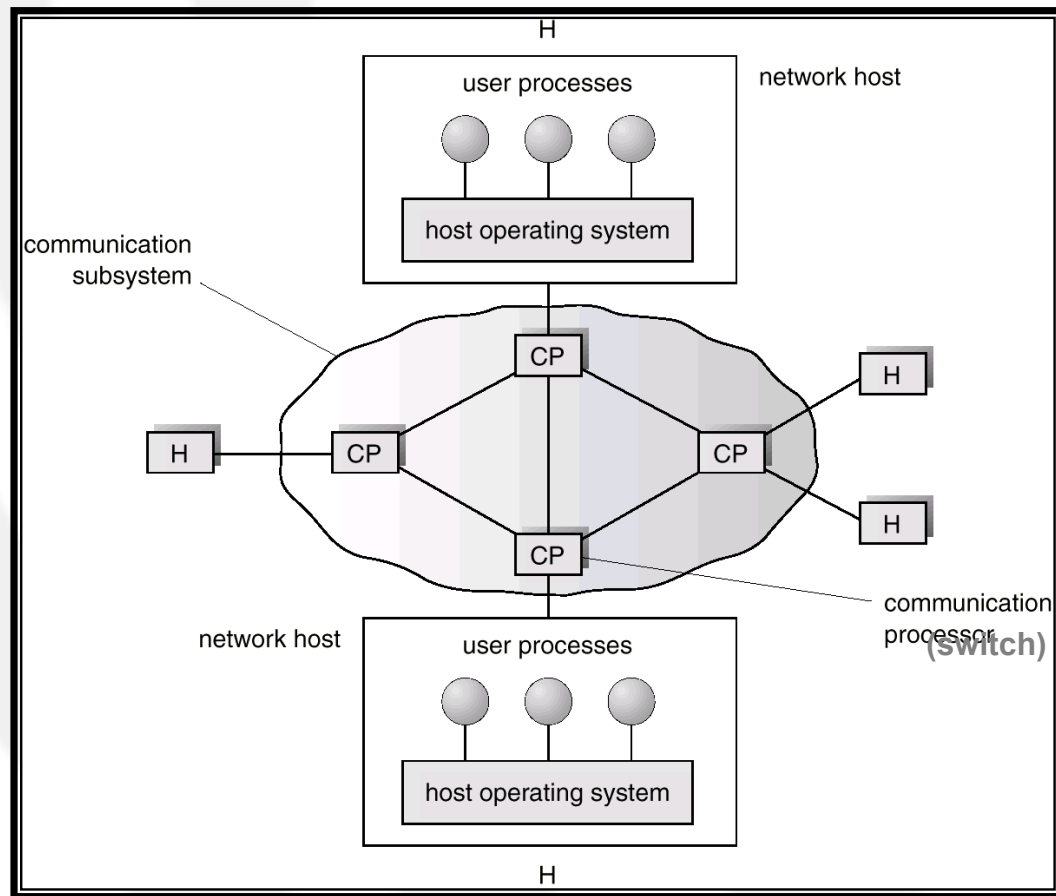 H
user processes
network host
host operating system
communication
subsystem
CP
H
H
CP
CP
H
CP
communication
processor
(switch)
network host
user processes
host operating system
H